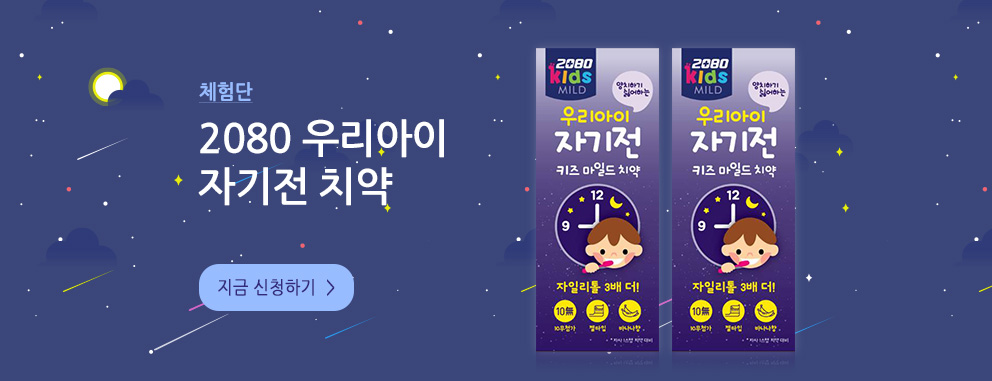 체험단
2080 우리아이
자기전 치약
지금 신청하기 >
2080
kids
MILD
양치하기
싫어하는
우리아이
자기전
키즈 마일드 치약
12
9
자일리톨 3배 더!
10無
10무첨가
젤타입
바나나향
2080
kids
MILD
양치하기
싫어하는
우리아이
자기전
키즈 마일드 치약
12
9
자일리톨 3배 더!
10無
10무첨가
젤타입
바나나향